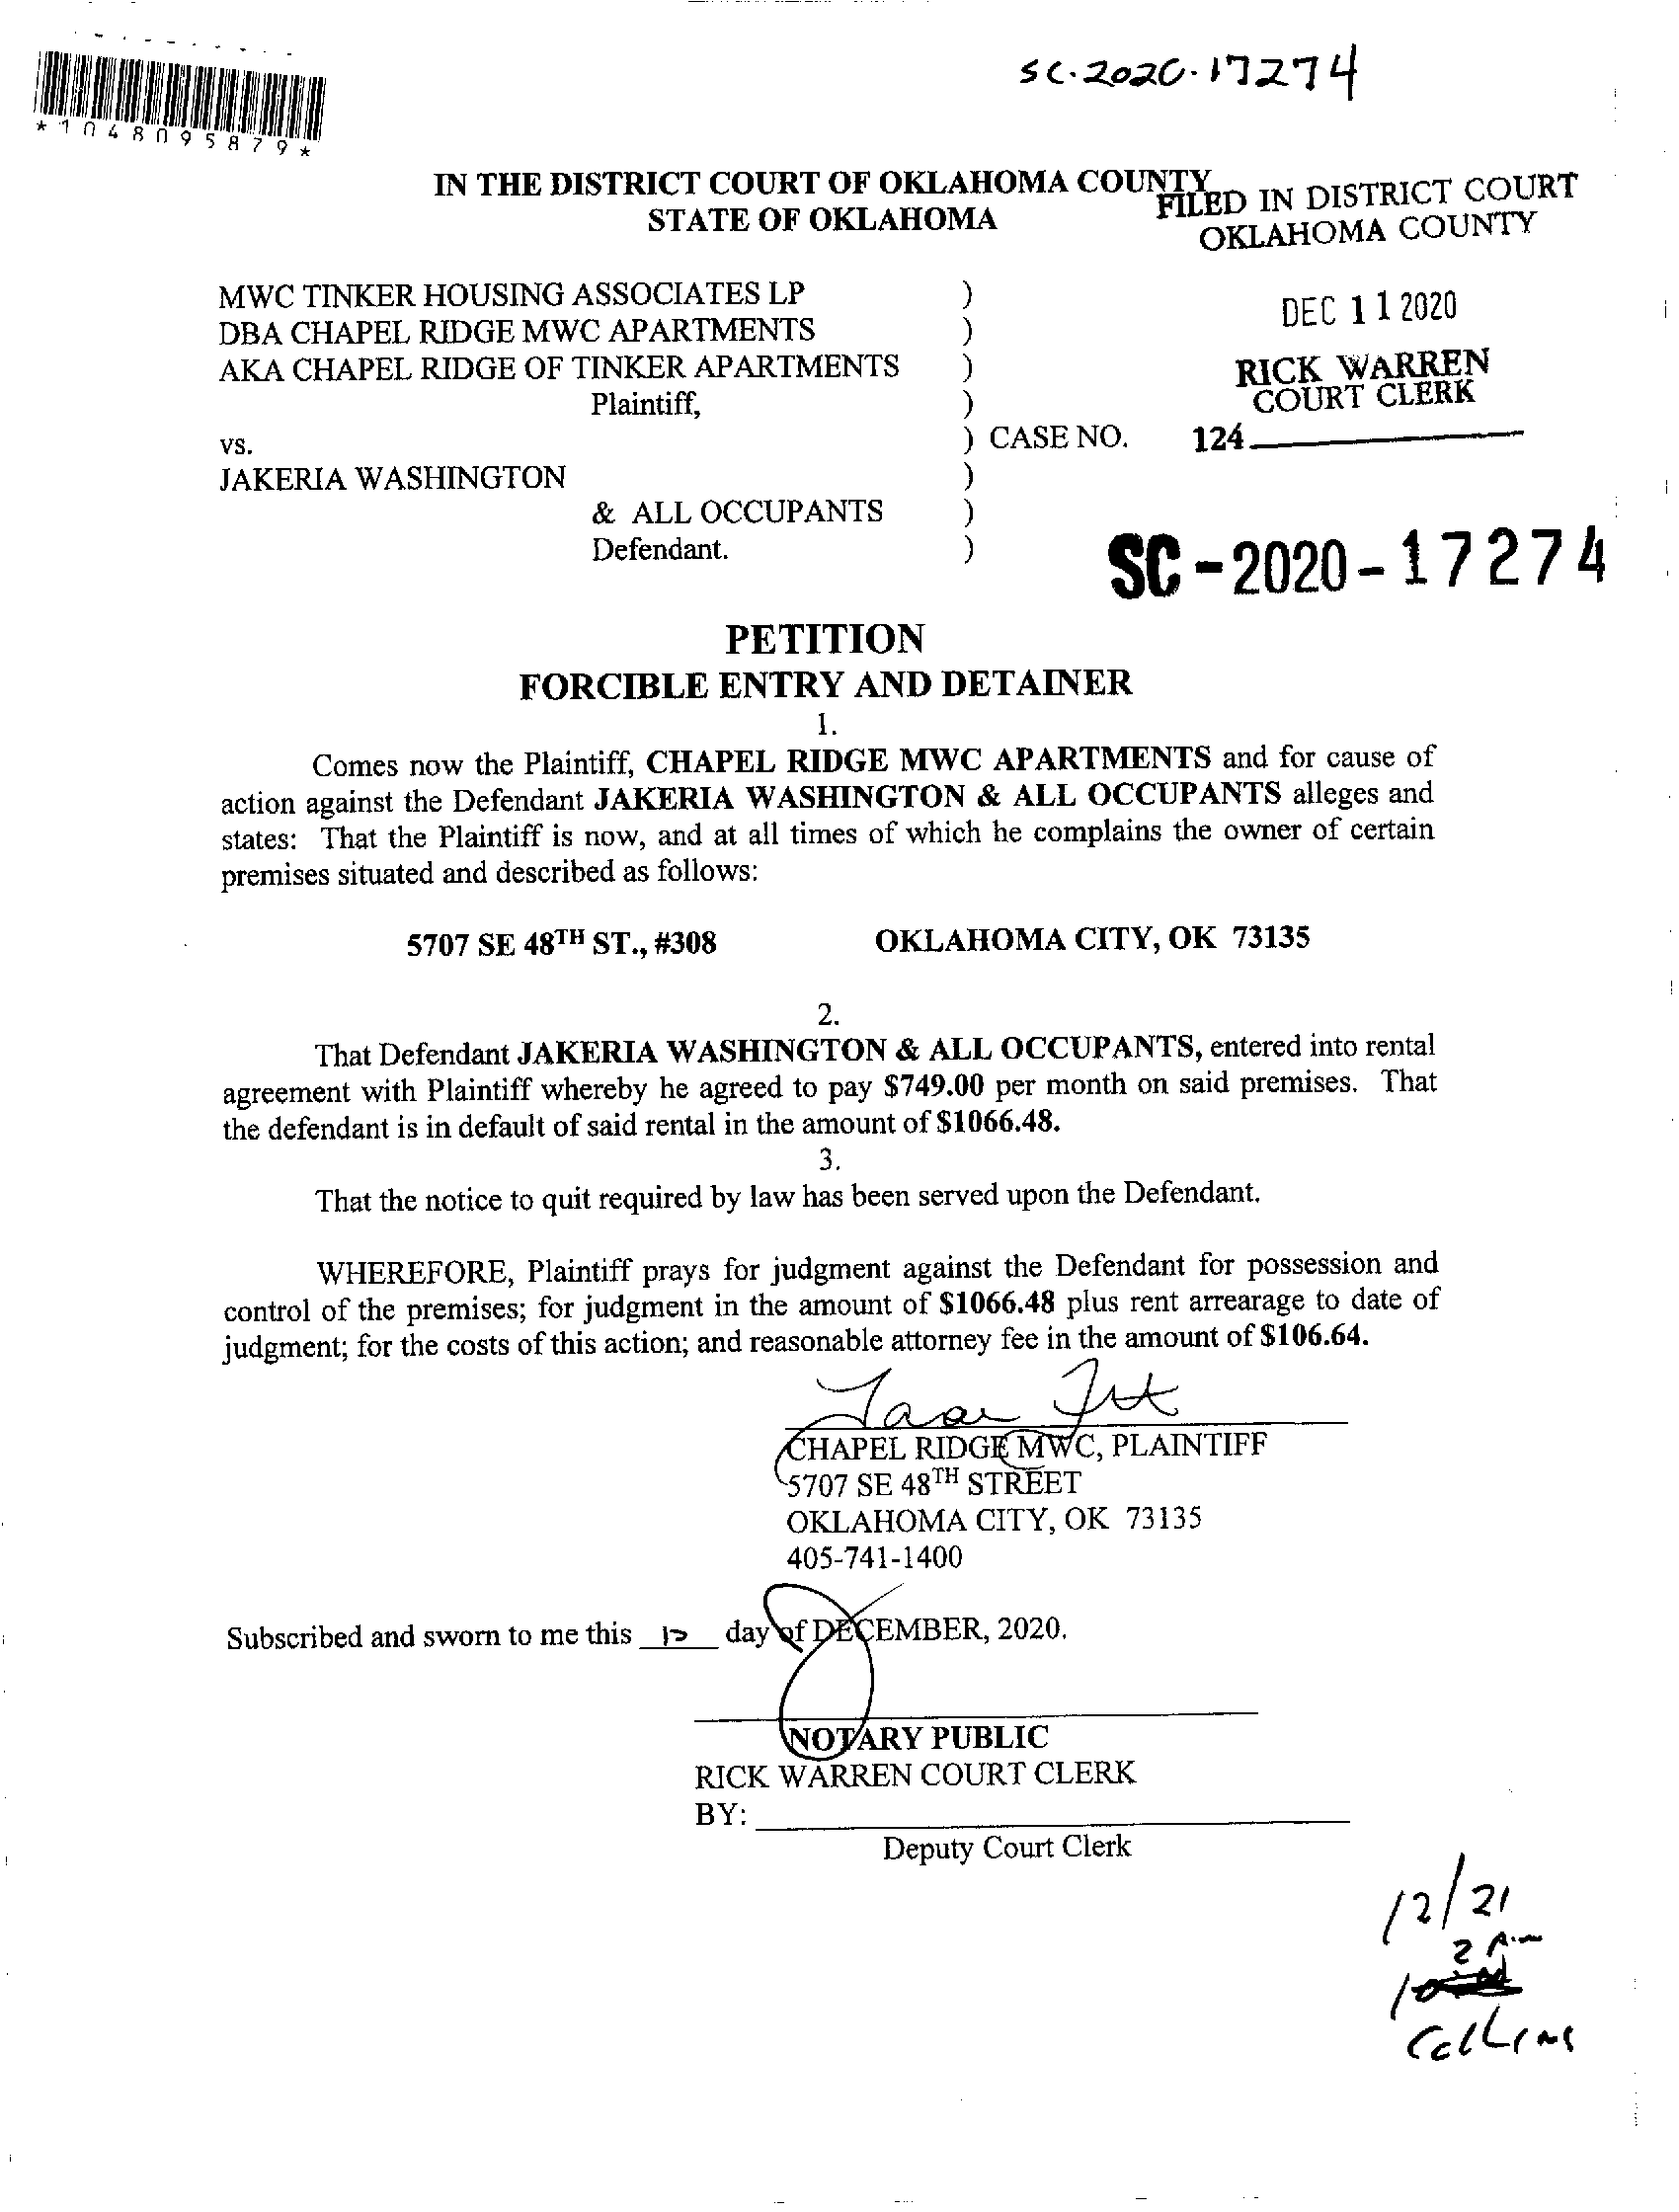 SC-2020-17274
*1048095879*
IN THE DISTRICT COURT OF OKLAHOMA COUNTY
STATE OF OKLAHOMA
FILED IN DISTRICT COURT
OKLAHOMA COUNTY
DEC 11 2020
RICK WARREN
COURT CLERK
124
MWC TINKER HOUSING ASSOCIATES LP )
DBA CHAPEL RIDGE MWC APARTMENTS )
AKA CHAPEL RIDGE OF TINKER APARTMENTS )
Plaintiff, )
vs. ) CASE NO.
JAKERIA WASHINGTON )
& ALL OCCUPANTS )
Defendant. )
SC-2020-17274
PETITION
FORCIBLE ENTRY AND DETAINER
1.
Comes now the Plaintiff, CHAPEL RIDGE MWC APARTMENTS and for cause of
action against the Defendant JAKERIA WASHINGTON & ALL OCCUPANTS alleges and
states: That the Plaintiff is now, and at all times of which he complains the owner of certain
premises situated and described as follows:
5707 SE 48TH ST., #308 OKLAHOMA CITY, OK 73135
2.
That Defendant JAKERIA WASHINGTON & ALL OCCUPANTS, entered into rental
agreement with Plaintiff whereby he agreed to pay $749.00 per month on said premises. That
the defendant is in default of said rental in the amount of $1066.48.
3.
That the notice to quit required by law has been served upon the Defendant.
WHEREFORE, Plaintiff prays for judgment against the Defendant for possession and
control of the premises; for judgment in the amount of $1066.48 plus rent arrearage to date of
judgment; for the costs of this action; and reasonable attorney fee in the amount of $106.64.
CHAPEL RIDGE MWC, PLAINTIFF
5707 SE 48TH STREET
OKLAHOMA CITY, OK 73135
405-741-1400
Subscribed and sworn to me this day of DECEMBER, 2020.
NOTARY PUBLIC
RICK WARREN COURT CLERK
BY:
Deputy Court Clerk
12/21
2 P.m
Collins